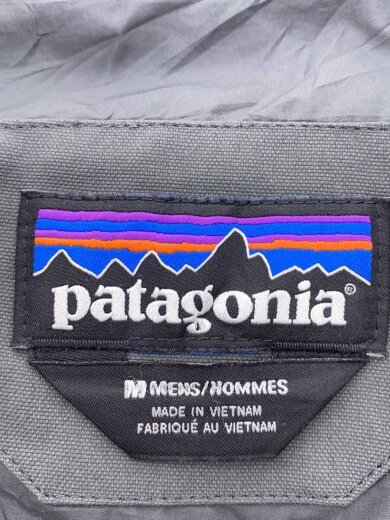 patagonia®
M MENS/HOMMES
MADE IN VIETNAM
FABRIQUÉ AU VIETNAM